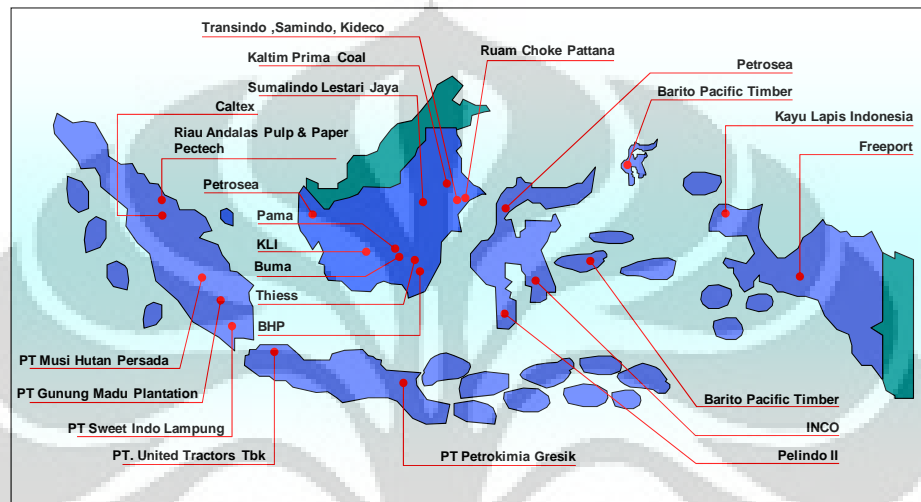 Transindo ,Samindo, Kideco
Kaltim Prima Coal
Ruam Choke Pattana
Petrosea
Sumalindo Lestari Jaya
Barito Pacific Timber
Caltex
Kayu Lapis Indonesia
Riau Andalas Pulp & Paper
Pectech
Freeport
Petrosea
Pama
KLI
Buma
Thiess
BHP
PT Musi Hutan Persada
PT Gunung Madu Plantation
Barito Pacific Timber
PT Sweet Indo Lampung
INCO
PT. United Tractors Tbk
PT Petrokimia Gresik
Pelindo II